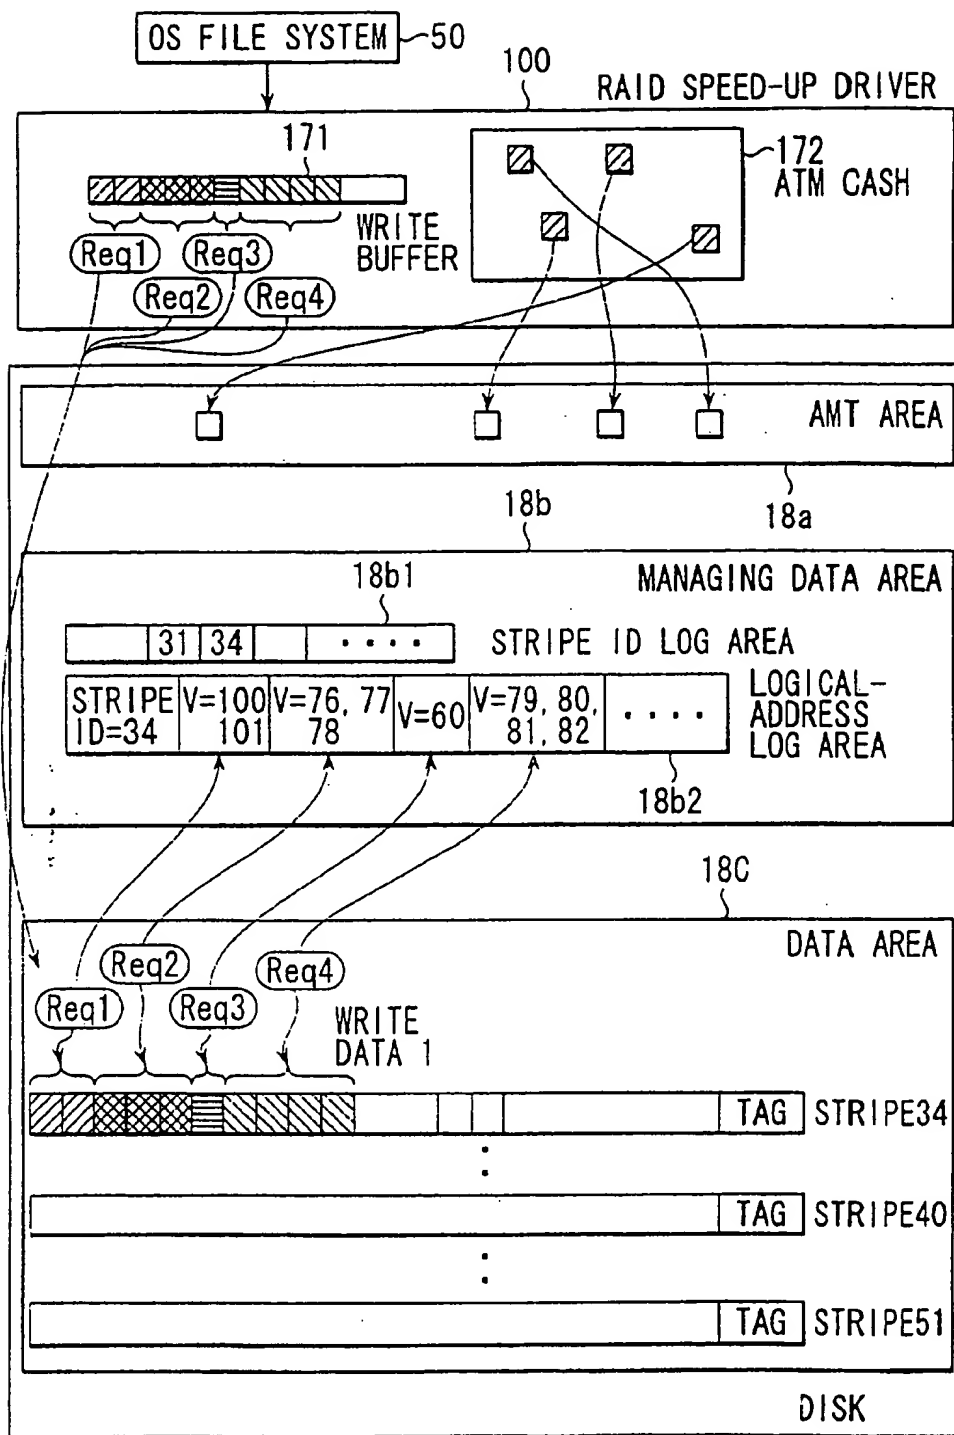 OS FILE SYSTEM
50
100
RAID SPEED-UP DRIVER
171
172
ATM CASH
WRITE
BUFFER
Req1
Req3
Req2
Req4
AMT AREA
18a
18b
MANAGING DATA AREA
18b1
31
34
....
STRIPE ID LOG AREA
STRIPE
ID=34
V=100
101
V=76, 77
78
V=60
V=79, 80,
81, 82
....
LOGICAL-
ADDRESS
LOG AREA
18b2
18C
DATA AREA
Req2
Req4
Req1
Req3
WRITE
DATA 1
TAG
STRIPE34
TAG
STRIPE40
TAG
STRIPE51
DISK